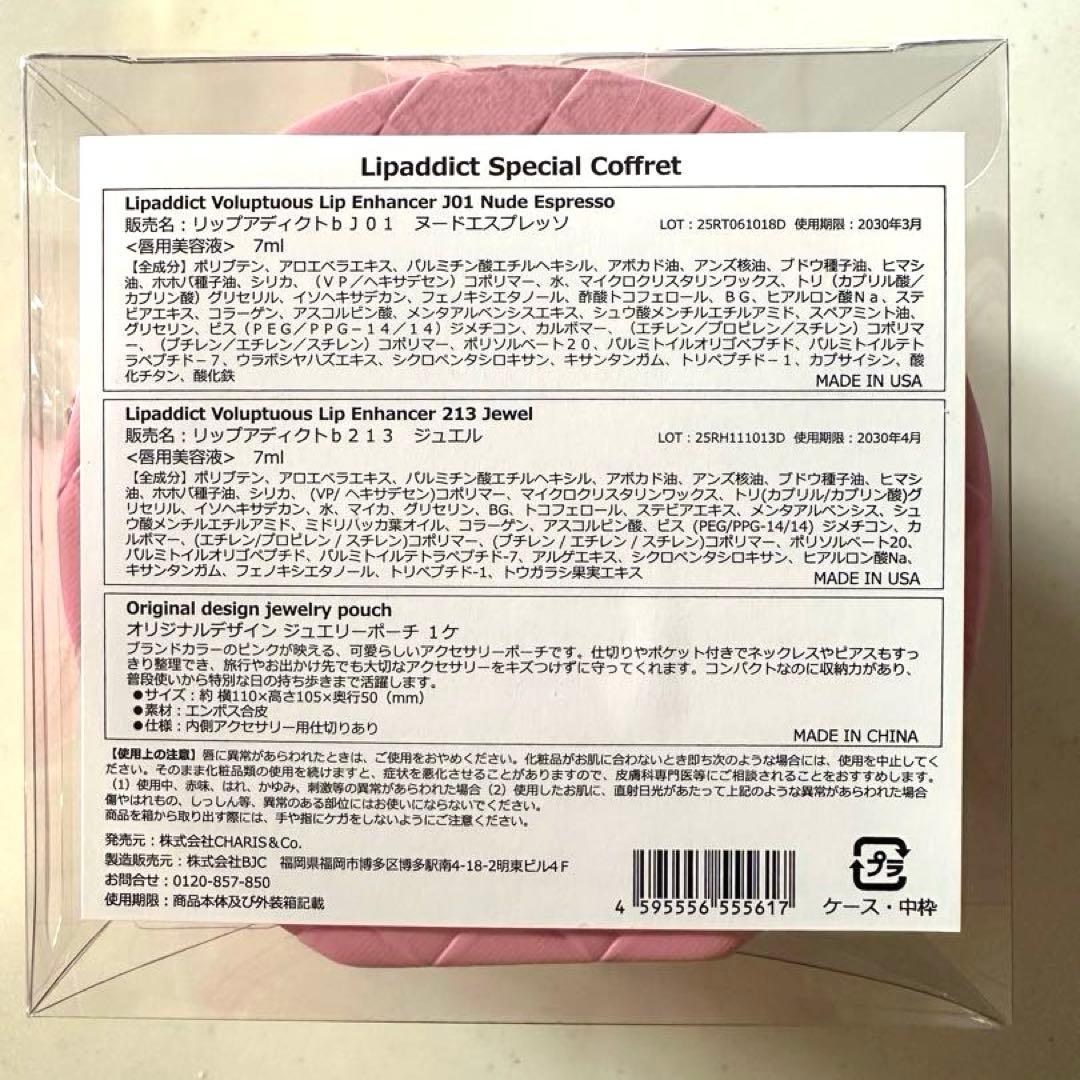 Lipaddict Special Coffret
Lipaddict Voluptuous Lip Enhancer J01 Nude Espresso
販売名：リップアディクトｂＪ０１　ヌードエスプレッソ　LOT：25RT061018D　使用期限：2030年3月
<唇用美容液>　7ml
【全成分】ポリブテン、アロエベラエキス、パルミチン酸エチルヘキシル、アボカド油、アンズ核油、ブドウ種子油、ヒマシ
油、ホホバ種子油、シリカ、（ＶＰ／ヘキサデセン）コポリマー、水、マイクロクリスタリンワックス、トリ（カプリル酸／
カプリン酸）グリセリル、イソヘキサデカン、フェノキシエタノール、酢酸トコフェロール、ＢＧ、ヒアルロン酸Ｎａ、ステ
ビアエキス、コラーゲン、アスコルビン酸、メンタアルベンシスエキス、シュウ酸メンチルエチルアミド、スペアミント油、
グリセリン、ビス（ＰＥＧ／ＰＰＧ－１４／１４）ジメチコン、カルボマー、（エチレン／プロピレン／スチレン）コポリマ
ー、（ブチレン／エチレン／スチレン）コポリマー、ポリソルベート２０、パルミトイルオリゴペプチド、パルミトイルテト
ラペプチド－７、ウラボシヤハズエキス、シクロペンタシロキサン、キサンタンガム、トリペプチド－１、カプサイシン、酸
化チタン、酸化鉄
MADE IN USA
Lipaddict Voluptuous Lip Enhancer 213 Jewel
販売名：リップアディクトｂ２１３　ジュエル　LOT：25RH111013D　使用期限：2030年4月
<唇用美容液>　7ml
【全成分】ポリブテン、アロエベラエキス、パルミチン酸エチルヘキシル、アボカド油、アンズ核油、ブドウ種子油、ヒマシ
油、ホホバ種子油、シリカ、(VP/ ヘキサデセン)コポリマー、マイクロクリスタリンワックス、トリ(カプリル/カプリン酸)グ
リセリル、イソヘキサデカン、水、マイカ、グリセリン、BG、トコフェロール、ステビアエキス、メンタアルベンシス、シュ
ウ酸メンチルエチルアミド、ミドリハッカ葉オイル、コラーゲン、アスコルビン酸、ビス (PEG/PPG-14/14) ジメチコン、カ
ルボマー、(エチレン/プロピレン / スチレン)コポリマー、(ブチレン / エチレン / スチレン)コポリマー、ポリソルベート20、
パルミトイルオリゴペプチド、パルミトイルテトラペプチド-7、アルゲエキス、シクロペンタシロキサン、ヒアルロン酸Na、
キサンタンガム、フェノキシエタノール、トリペプチド-1、トウガラシ果実エキス
MADE IN USA
Original design jewelry pouch
オリジナルデザイン ジュエリーポーチ １ケ
ブランドカラーのピンクが映える、可愛らしいアクセサリーポーチです。仕切りやポケット付きでネックレスやピアスもすっ
きり整理でき、旅行やお出かけ先でも大切なアクセサリーをキズつけずに守ってくれます。コンパクトなのに収納力があり、
普段使いから特別な日の持ち歩きまで活躍します。
●サイズ：約 横110×高さ105×奥行50（mm）
●素材：エンボス合皮
●仕様：内側アクセサリー用仕切りあり
MADE IN CHINA
【使用上の注意】唇に異常があらわれたときは、ご使用をおやめください。化粧品がお肌に合わないとき即ち次のような場合には、使用を中止してく
ださい。そのまま化粧品類の使用を続けますと、症状を悪化させることがありますので、皮膚科専門医等にご相談されることをおすすめします。
（1）使用中、赤味、はれ、かゆみ、刺激等の異常があらわれた場合（2）使用したお肌に、直射日光があたって上記のような異常があらわれた場合
傷やはれもの、しっしん等、異常のある部位にはお使いにならないでください。
商品を箱から取り出す際には、手や指にケガをしないようにご注意ください。
発売元：株式会社CHARIS＆Co.
製造販売元：株式会社BJC　福岡県福岡市博多区博多駅南4-18-2明東ビル4Ｆ
お問合せ：0120-857-850
使用期限：商品本体及び外装箱記載
4 595556 555617
プラ
ケース・中枠